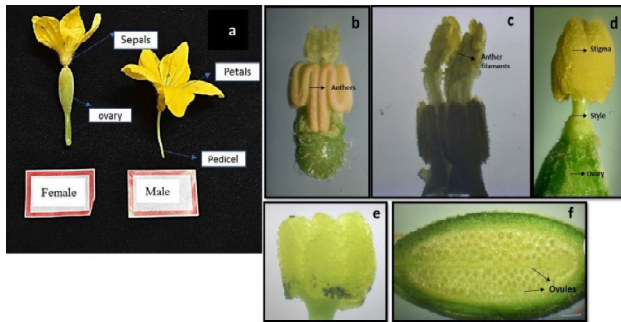 a
Sepals
Petals
ovary
Pedicel
Female
Male
b
Anthers
c
Anther
filaments
d
Stigma
Style
ovary
e
f
Ovules